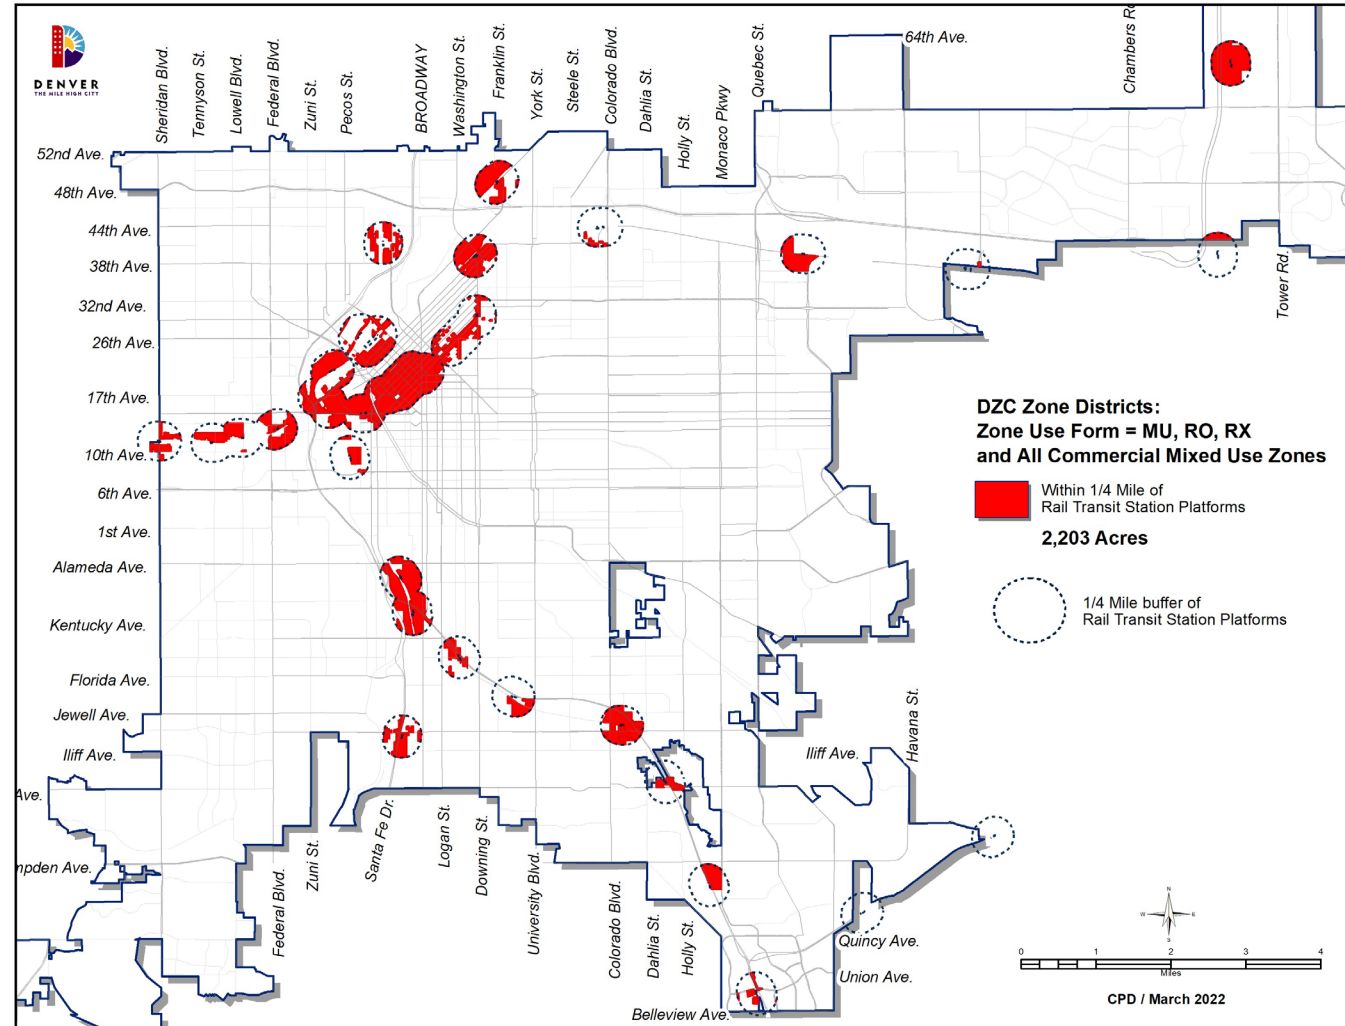 DENVER
THE MILE HIGH CITY
Sheridan Blvd.
Tennyson St.
Lowell Blvd.
Federal Blvd.
Zuni St.
Pecos St.
BROADWAY
Washington St.
Franklin St.
York St.
Steele St.
Colorado Blvd.
Dahlia St.
Holly St.
Monaco Pkwy
Quebec St.
64th Ave.
Chambers Rd
52nd Ave.
48th Ave.
44th Ave.
38th Ave.
32nd Ave.
26th Ave.
17th Ave.
10th Ave.
6th Ave.
1st Ave.
Alameda Ave.
Kentucky Ave.
Florida Ave.
Jewell Ave.
Iliff Ave.
Ave.
mpden Ave.
Tower Rd.
DZC Zone Districts:
Zone Use Form = MU, RO, RX
and All Commercial Mixed Use Zones
Within 1/4 Mile of
Rail Transit Station Platforms
2,203 Acres
1/4 Mile buffer of
Rail Transit Station Platforms
Havana St.
Iliff Ave.
Federal Blvd.
Zuni St.
Santa Fe Dr.
Logan St.
Downing St.
University Blvd.
Colorado Blvd.
Dahlia St.
Holly St.
Quincy Ave.
Union Ave.
Belleview Ave.
N
W
E
S
0 1 2 3 4
Miles
CPD / March 2022